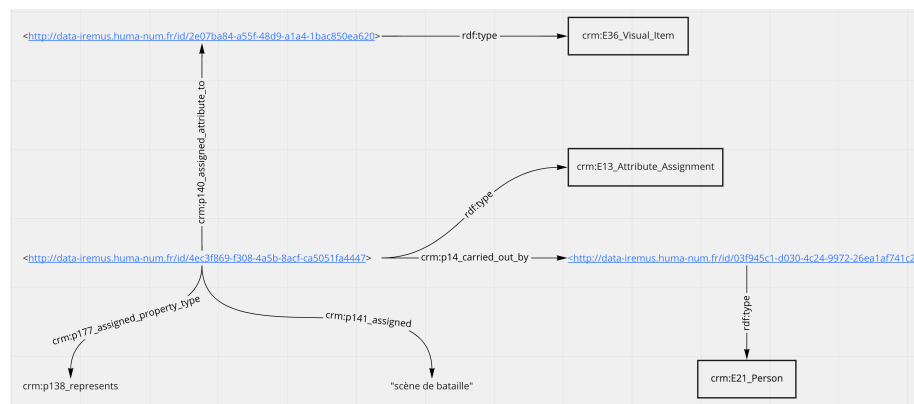 <http://data-iremus.huma-num.fr/id/2e07ba84-a55f-48d9-a1a4-1bac850ea620>
rdf:type
crm:E36_Visual_Item
crm:p140_assigned_attribute_to
crm:E13_Attribute_Assignment
rdf:type
<http://data-iremus.huma-num.fr/id/4ec3f869-f308-4a5b-8acf-ca5051fa4447>
crm:p14_carried_out_by
<http://data-iremus.huma-num.fr/id/03f945c1-d030-4c24-9972-26ea1af741c2
crm:p177_assigned_property_type
crm:p141_assigned
rdf:type
crm:p138_represents
"scène de bataille"
crm:E21_Person